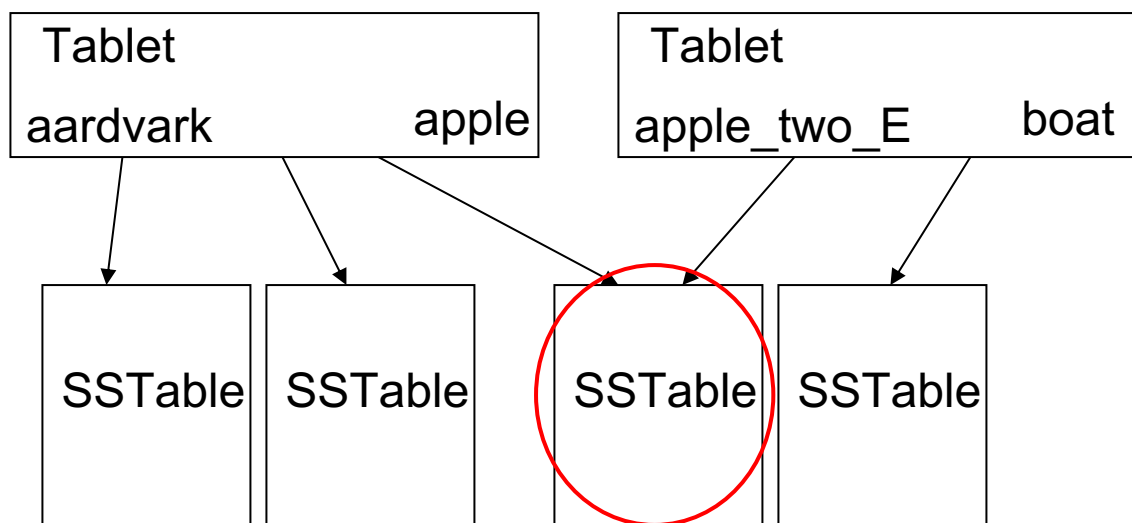 Tablet
aardvark apple
Tablet
apple_two_E boat
SSTable SSTable SSTable SSTable